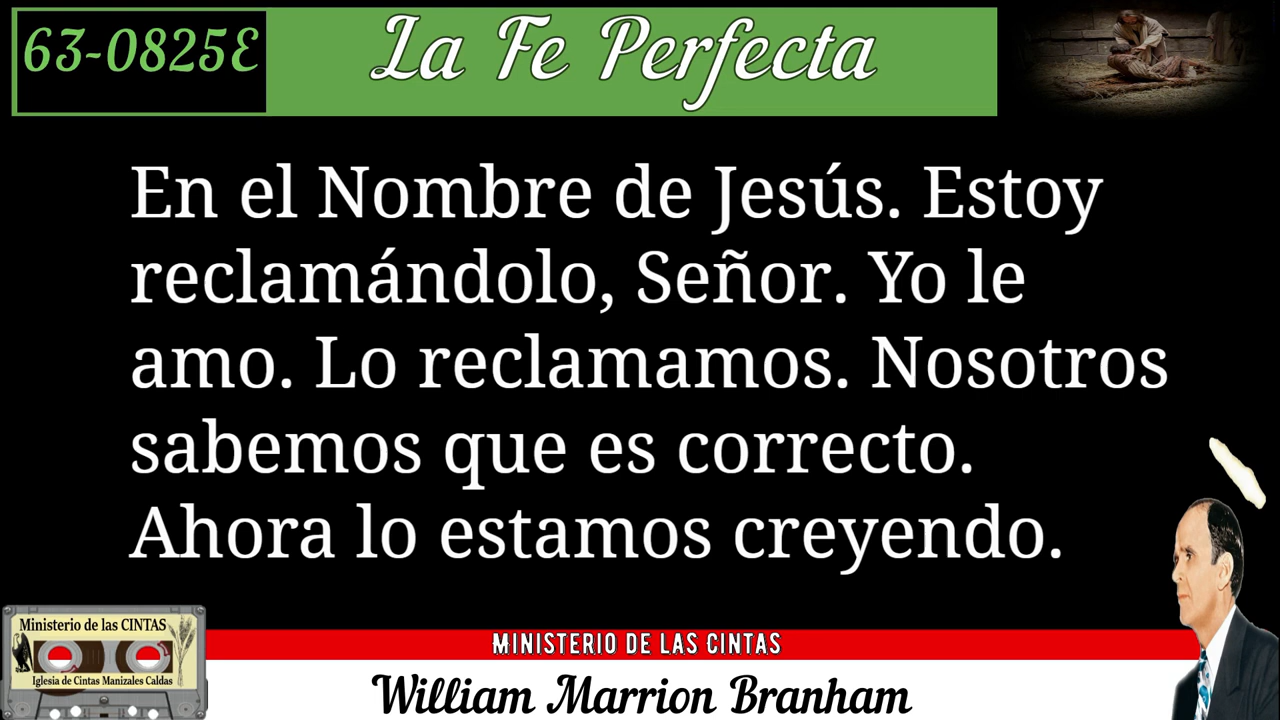 63-0825E
La Fe Perfecta
En el Nombre de Jesús. Estoy
reclamándolo, Señor. Yo le
amo. Lo reclamamos. Nosotros
sabemos que es correcto.
Ahora lo estamos creyendo.
Ministerio de las CINTAS
Iglesia de Cintas Manizales Caldas
MINISTERIO DE LAS CINTAS
William Marrion Branham